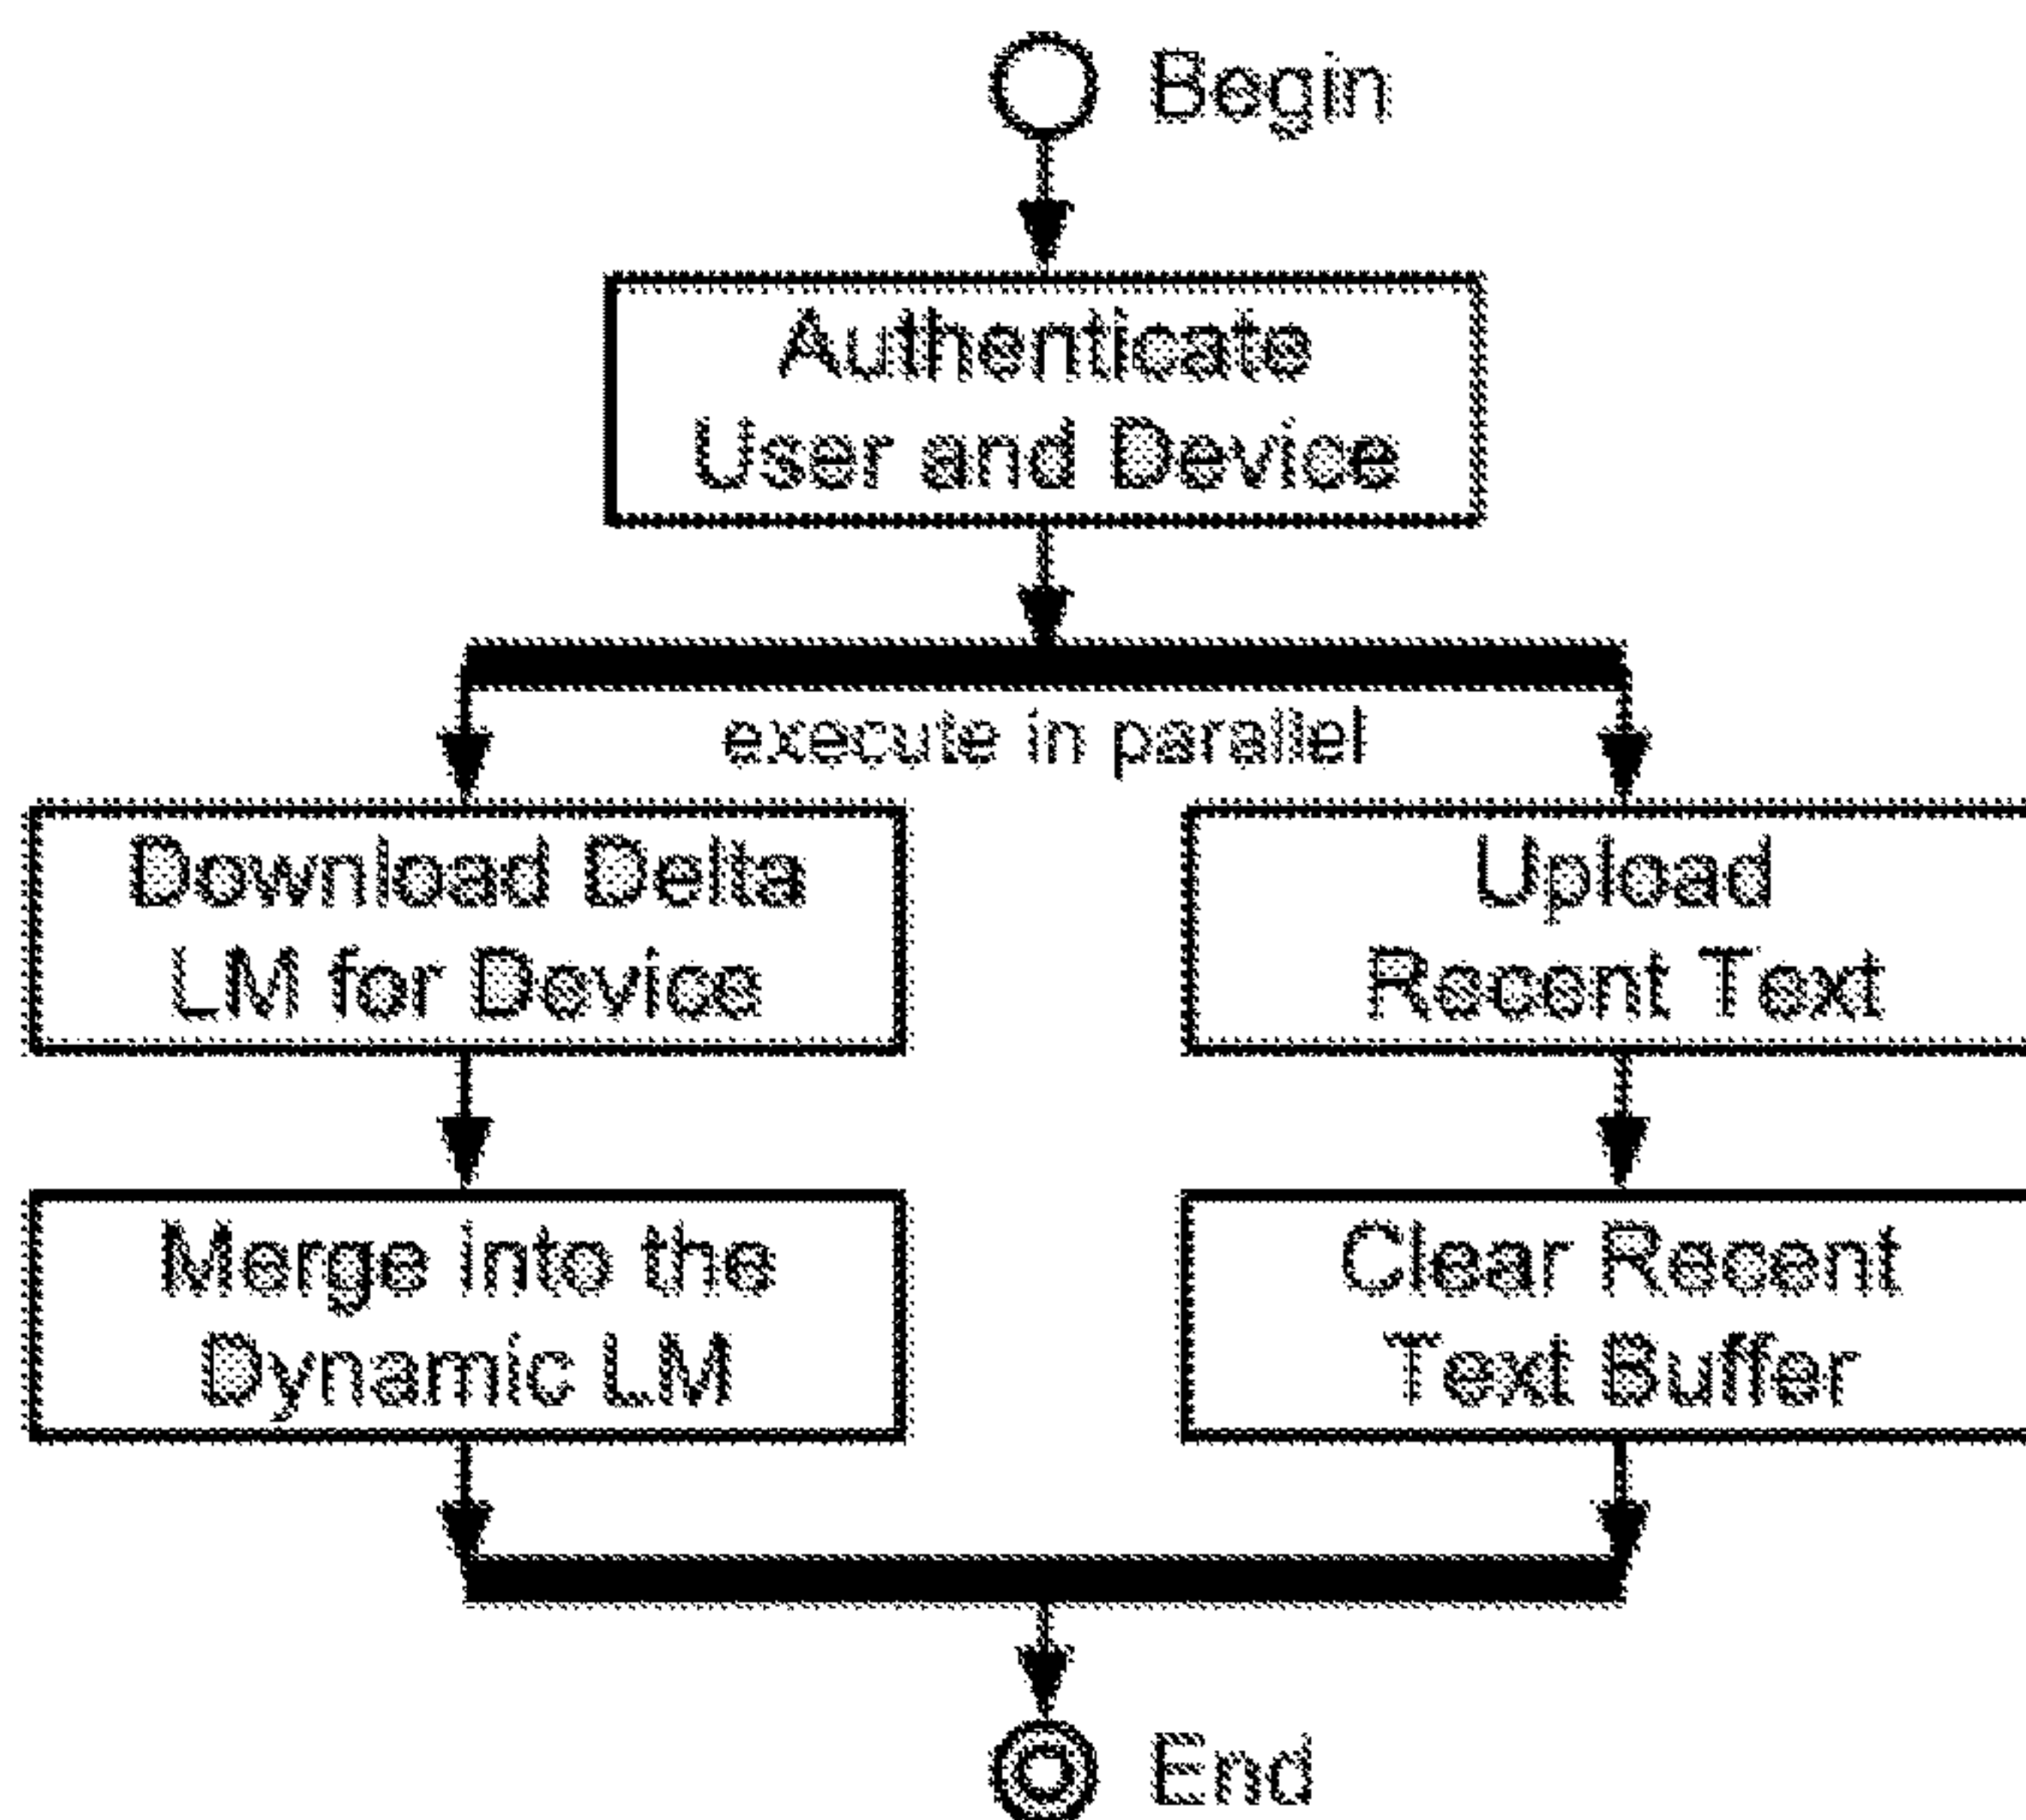 Begin
Authenticate
User and Device
execute in parallel
Download Delta
LM for Device
Upload
Recent Text
Merge into the
Dynamic LM
Clear Recent
Text Buffer
End